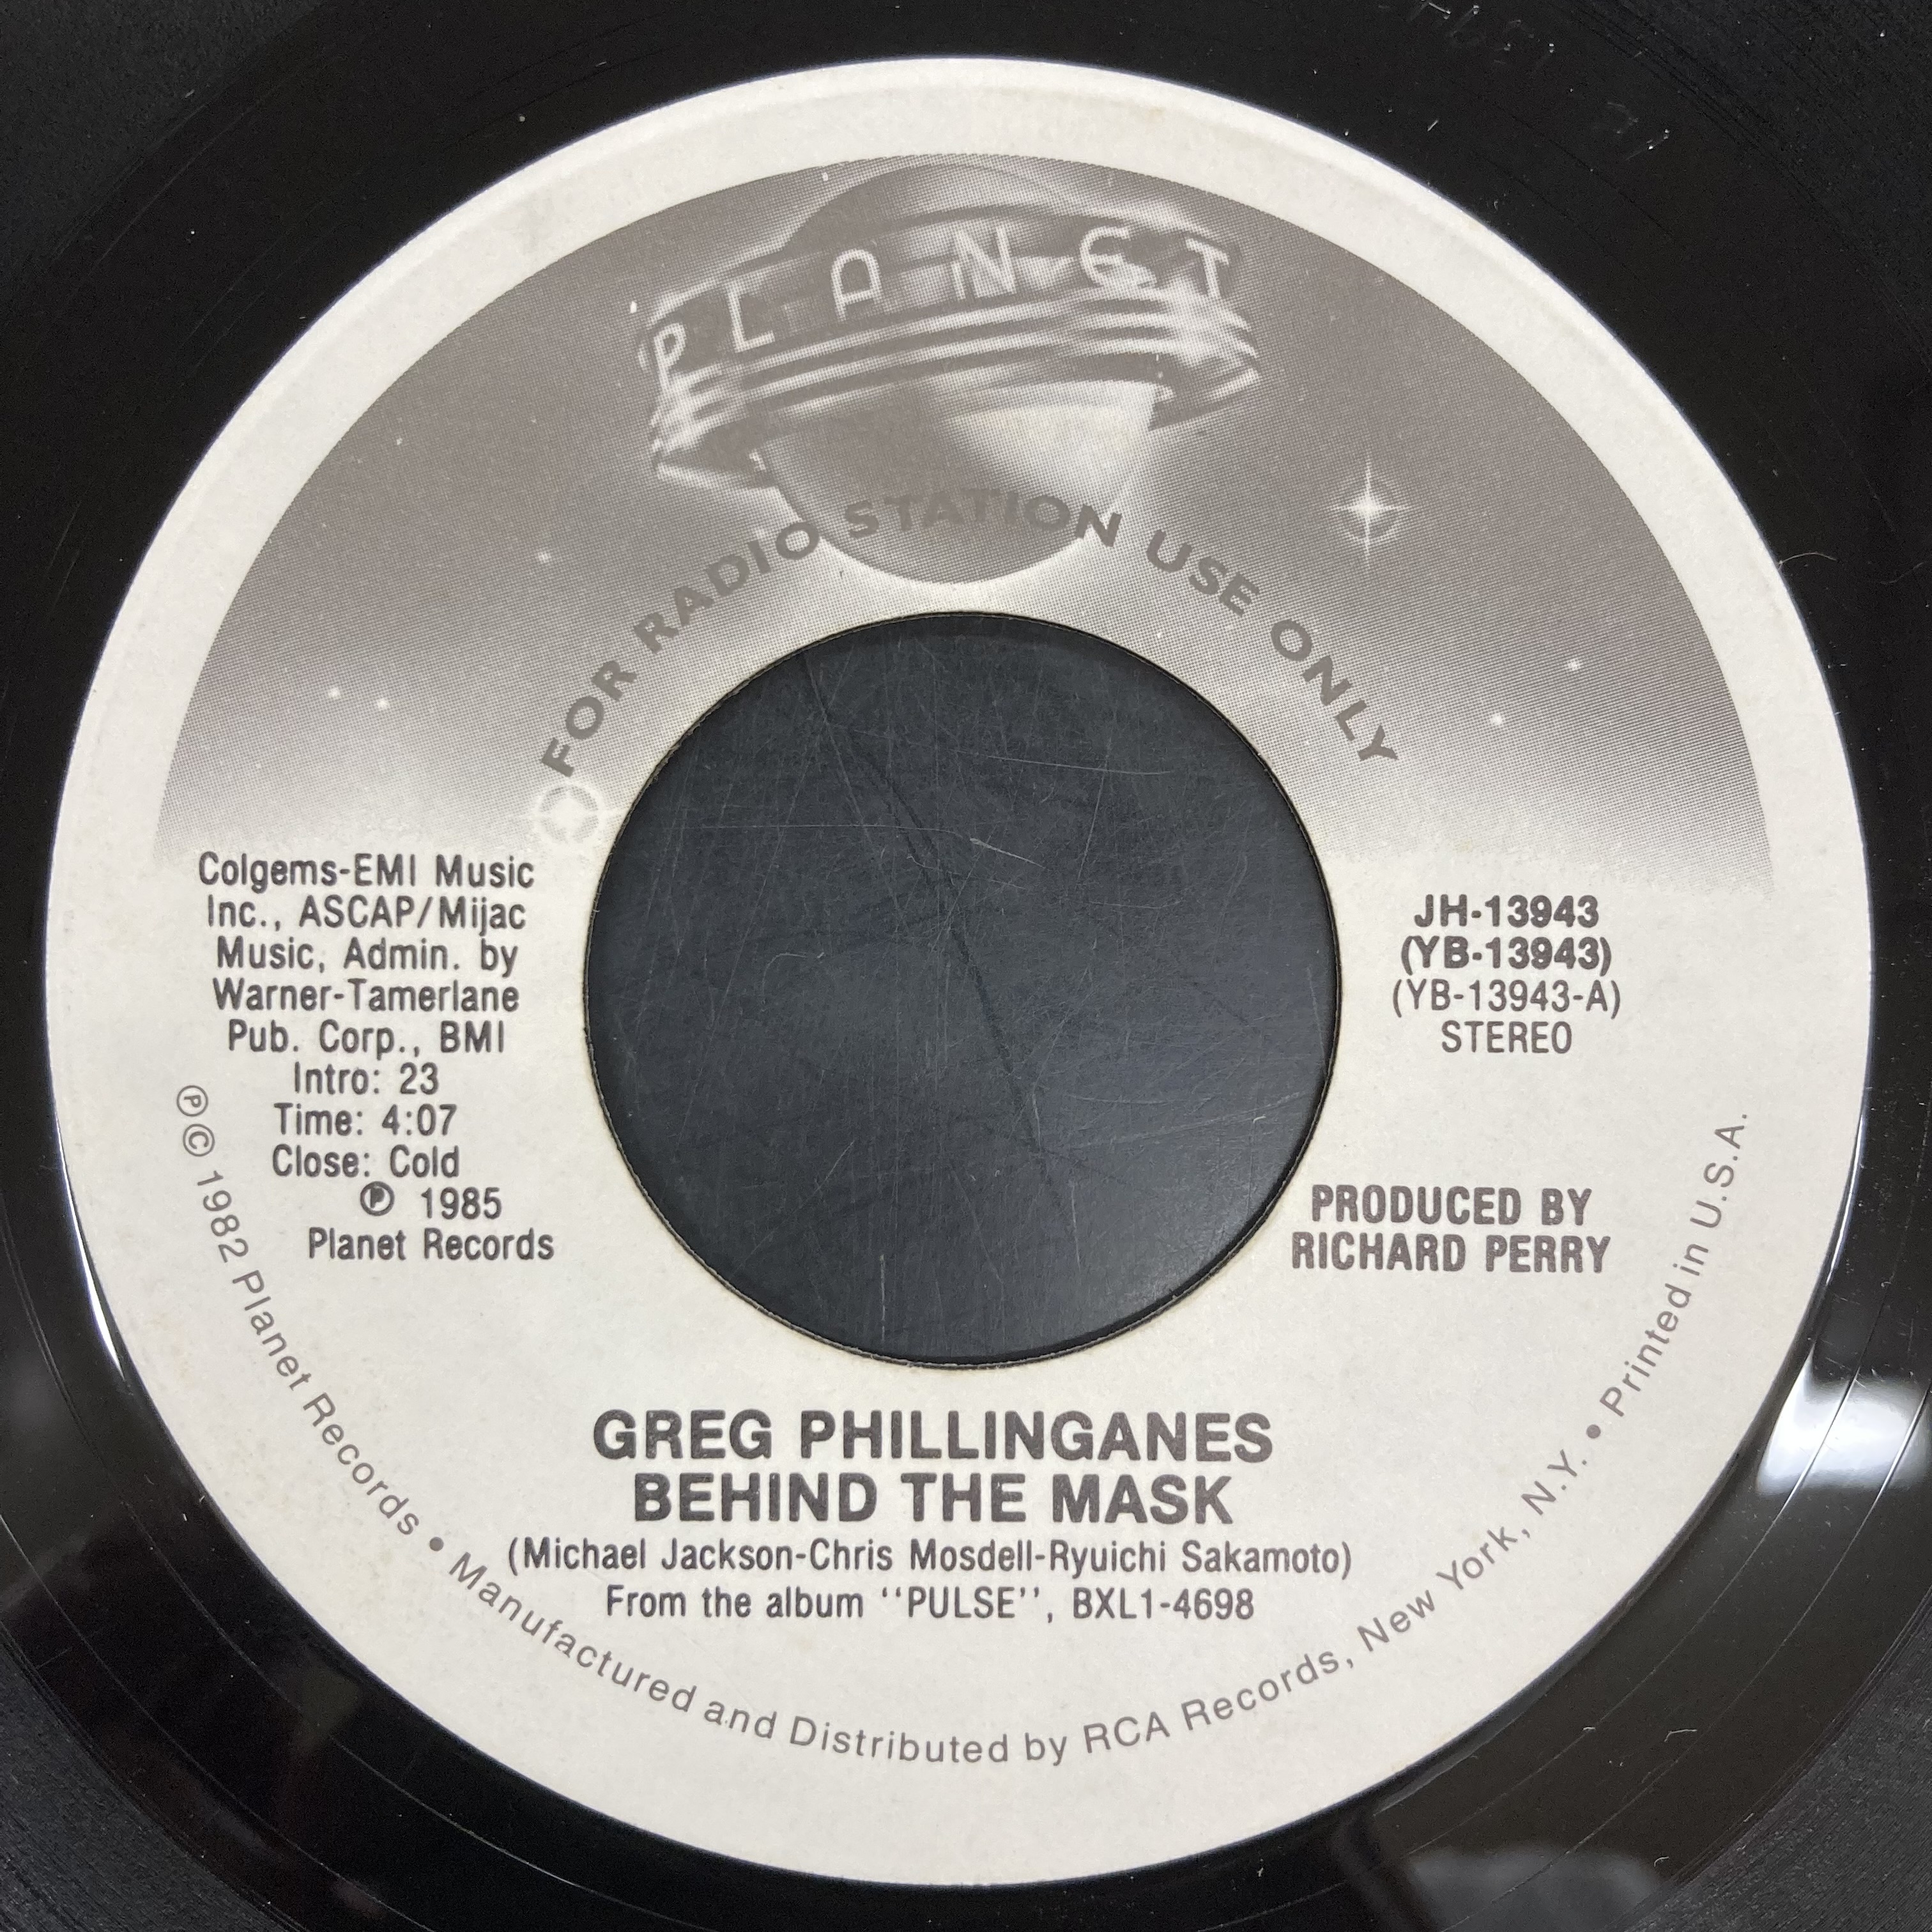 PLANET
FOR RADIO STATION USE ONLY
Colgems-EMI Music
Inc., ASCAP/Mijac
Music, Admin. by
Warner-Tamerlane
Pub. Corp., BMI
Intro: 23
Time: 4:07
Close: Cold
℗ 1985
Planet Records
JH-13943
(YB-13943)
(YB-13943-A)
STEREO
PRODUCED BY
RICHARD PERRY
GREG PHILLINGANES
BEHIND THE MASK
(Michael Jackson-Chris Mosdell-Ryuichi Sakamoto)
From the album "PULSE", BXL1-4698
℗© 1982 Planet Records • Manufactured and Distributed by RCA Records, New York, N.Y. • Printed in U.S.A.